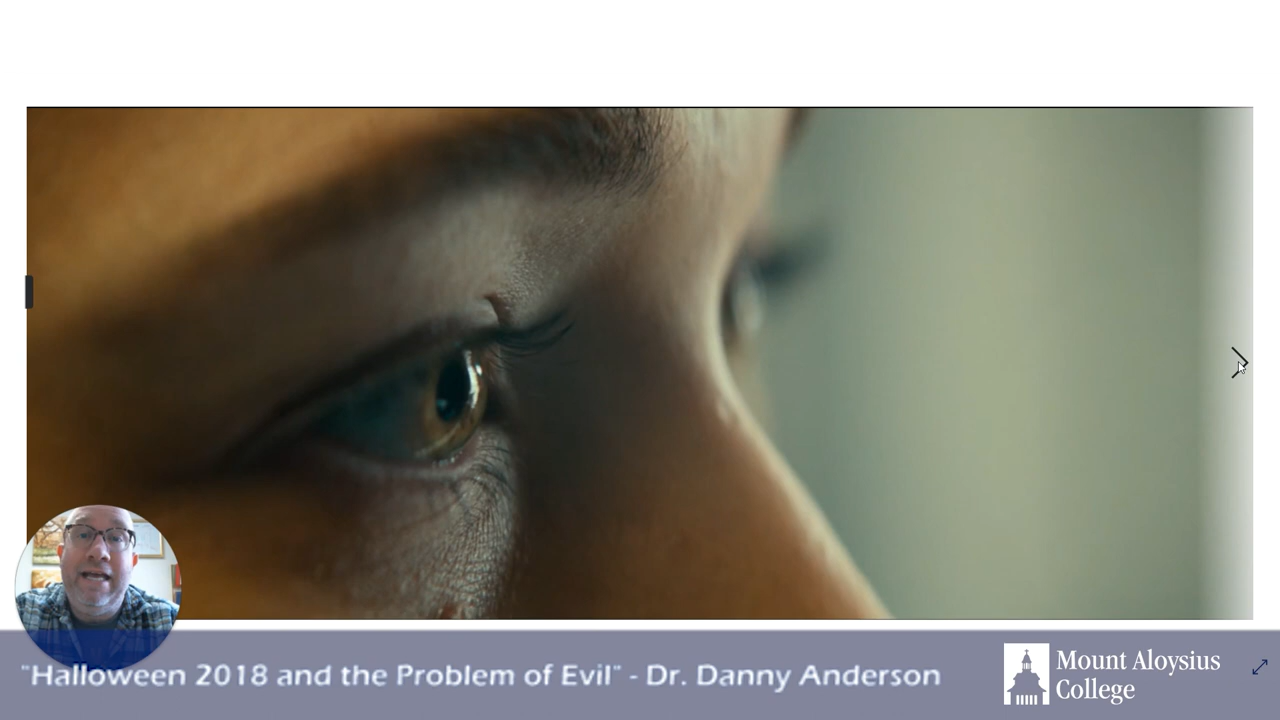 "Halloween 2018 and the Problem of Evil" - Dr. Danny Anderson
Mount Aloysius
College